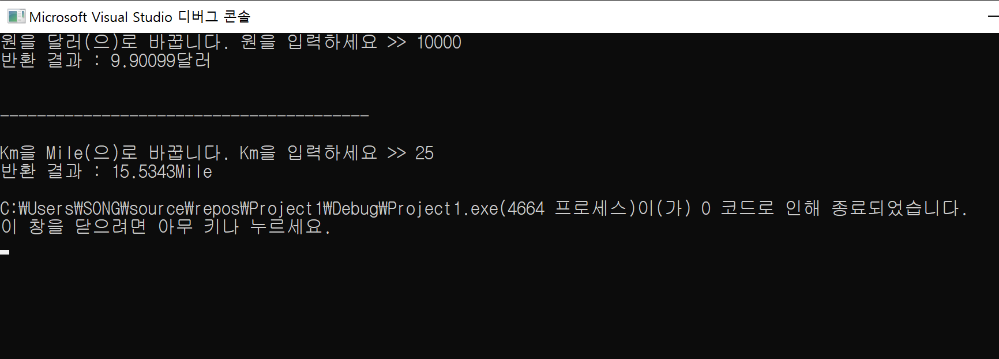 Microsoft Visual Studio 디버그 콘솔
원을 달러(으)로 바꿉니다. 원을 입력하세요 >> 10000
반환 결과 : 9.90099달러
----------------------------------------
Km을 Mile(으)로 바꿉니다. Km을 입력하세요 >> 25
반환 결과 : 15.5343Mile
C:₩Users₩SONG₩source₩repos₩Project1₩Debug₩Project1.exe(4664 프로세스)이(가) 0 코드로 인해 종료되었습니다.
이 창을 닫으려면 아무 키나 누르세요.